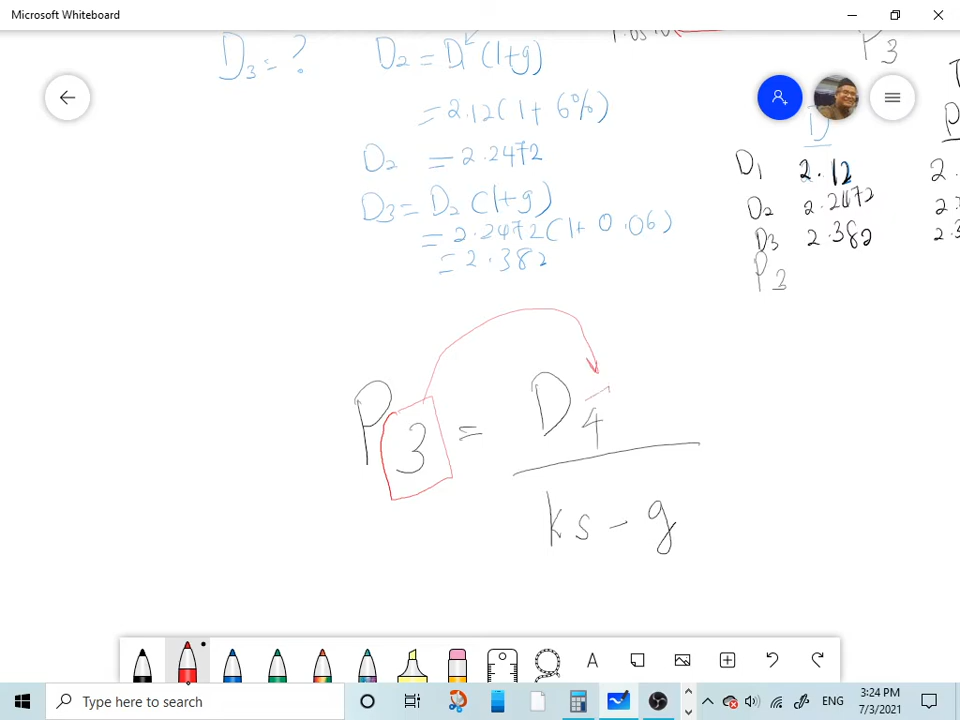 Microsoft Whiteboard
D3 = ? D2 = D1 (1+g)
P3
= 2.12 (1 + 6%)
D
D2 = 2.2472
D1 2.12
D3 = D2 (1+g)
D2 2.2472
= 2.2472 (1 + 0.06)
D3 2.382
= 2.382
P3
P3 = D4
ks - g
A
Type here to search
ENG
3:24 PM
7/3/2021